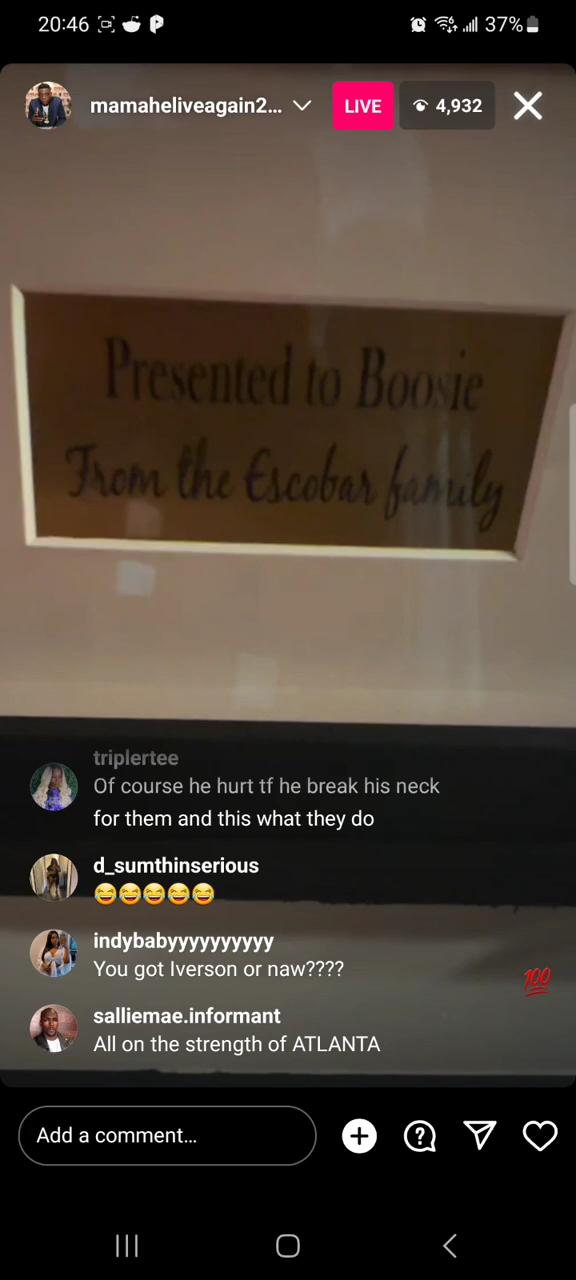 20:46
37%
mamaheliveagain2...
LIVE
4,932
Presented to Boosie
From the Escobar family
triplertee
Of course he hurt tf he break his neck
for them and this what they do
d_sumthinserious
😂😂😂😂😂
indybabyyyyyyyyyy
You got Iverson or naw????
💯
salliemae.informant
All on the strength of ATLANTA
Add a comment...